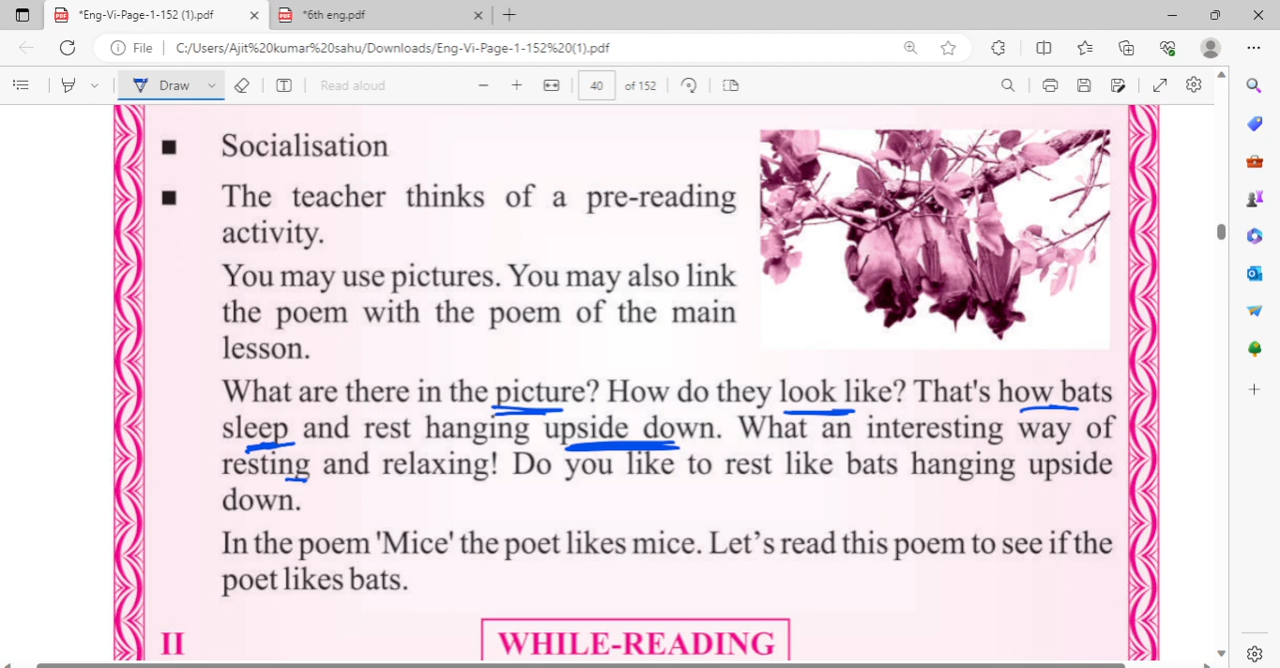 *Eng-Vi-Page-1-152 (1).pdf
*6th eng.pdf
File C:/Users/Ajit%20kumar%20sahu/Downloads/Eng-Vi-Page-1-152%20(1).pdf
Draw Read aloud 40 of 152
■ Socialisation
■ The teacher thinks of a pre-reading
activity.
You may use pictures. You may also link
the poem with the poem of the main
lesson.
What are there in the picture? How do they look like? That's how bats
sleep and rest hanging upside down. What an interesting way of
resting and relaxing! Do you like to rest like bats hanging upside
down.
In the poem 'Mice' the poet likes mice. Let’s read this poem to see if the
poet likes bats.
II WHILE-READING